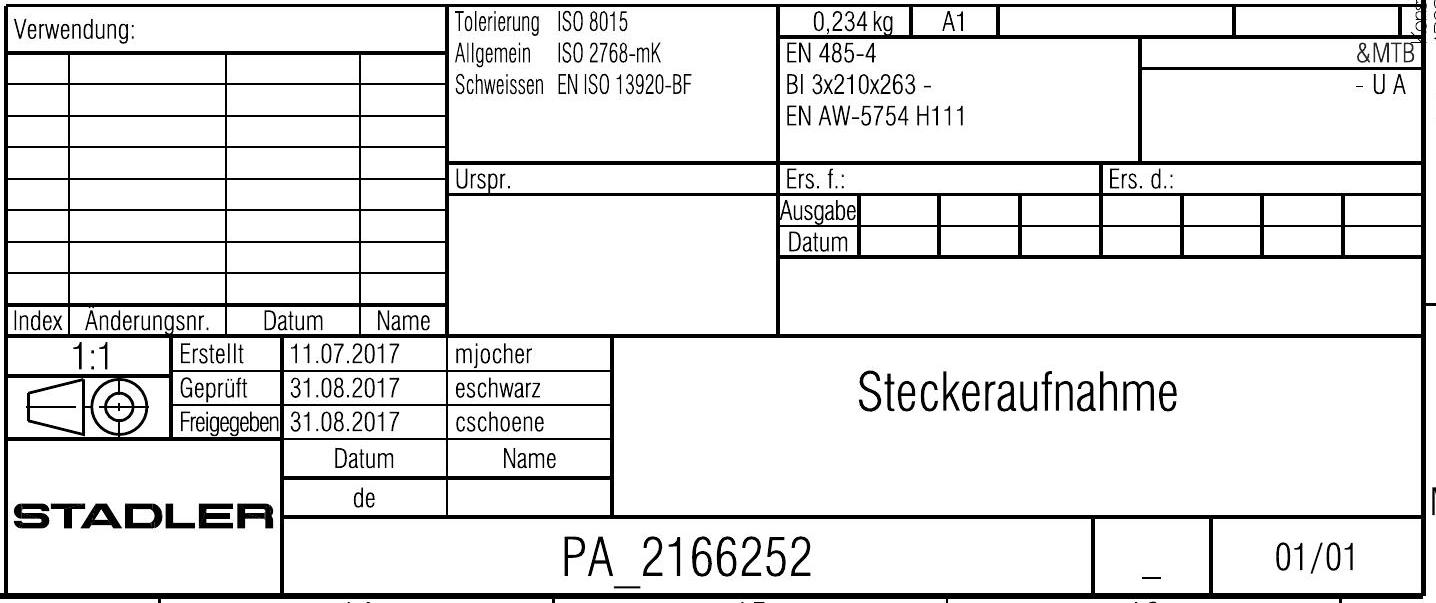 Verwendung:
Tolerierung ISO 8015
Allgemein ISO 2768-mK
Schweissen EN ISO 13920-BF
0,234 kg A1
EN 485-4
BI 3x210x263 -
EN AW-5754 H111
&MTB
- U A
Urspr.
Ers. f.:
Ers. d.:
Ausgabe
Datum
Index Änderungsnr. Datum Name
1:1
Erstellt 11.07.2017 mjocher
Geprüft 31.08.2017 eschwarz
Freigegeben 31.08.2017 cschoene
Datum Name
de
Steckeraufnahme
STADLER
PA_2166252
_
01/01